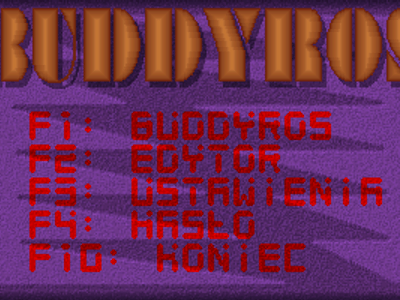 BUDDYROS
F1: BUDDYROS
F2: EDYTOR
F3: USTAWIENIA
F4: HASŁO
F10: KONIEC